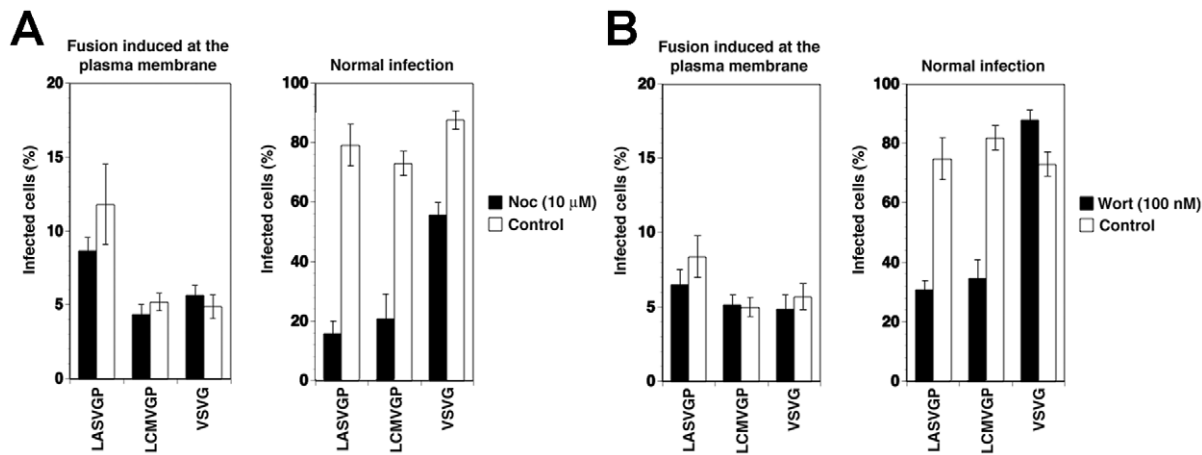 A
Fusion induced at the
plasma membrane
Infected cells (%)
20
15
10
5
0
LASVGP
LCMVGP
VSVG
Normal infection
Infected cells (%)
100
80
60
40
20
0
LASVGP
LCMVGP
VSVG
Noc (10 μM)
Control
B
Fusion induced at the
plasma membrane
Infected cells (%)
20
15
10
5
0
LASVGP
LCMVGP
VSVG
Normal infection
Infected cells (%)
100
80
60
40
20
0
LASVGP
LCMVGP
VSVG
Wort (100 nM)
Control